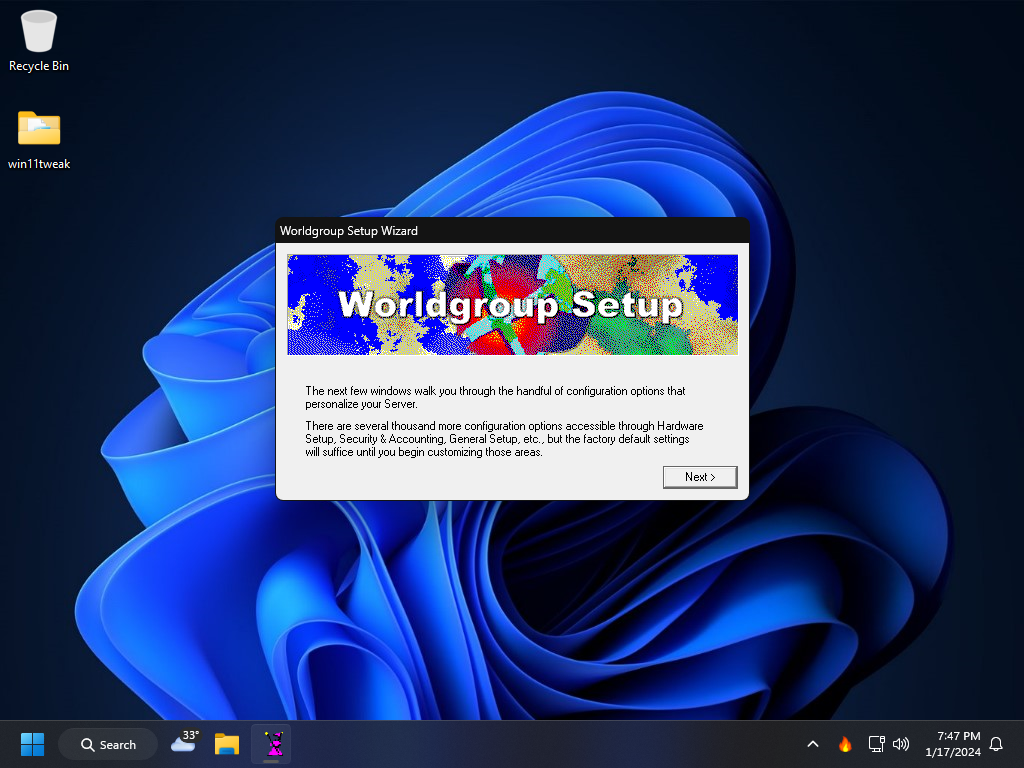 Recycle Bin
win11tweak
Worldgroup Setup Wizard
Worldgroup Setup
The next few windows walk you through the handful of configuration options that
personalize your Server.
There are several thousand more configuration options accessible through Hardware
Setup, Security & Accounting, General Setup, etc., but the factory default settings
will suffice until you begin customizing those areas.
Next >
Search
33°
7:47 PM
1/17/2024